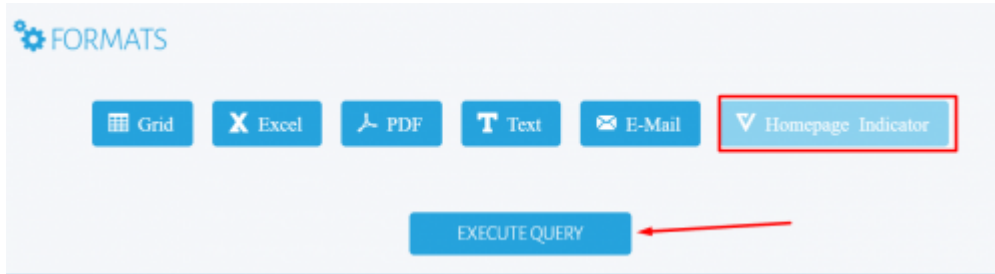 FORMATS
Grid Excel PDF Text E-Mail Homepage Indicator
EXECUTE QUERY